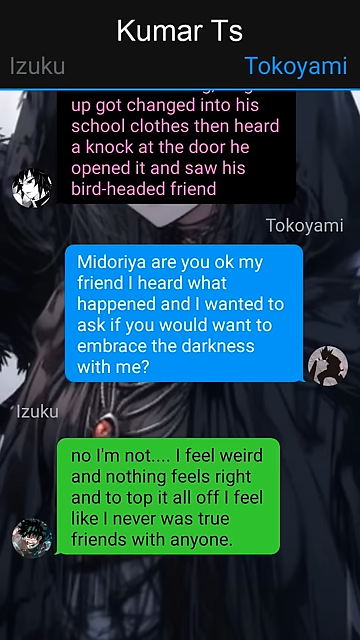 Kumar Ts
Izuku
Tokoyami
up got changed into his
school clothes then heard
a knock at the door he
opened it and saw his
bird-headed friend
Tokoyami
Midoriya are you ok my
friend I heard what
happened and I wanted to
ask if you would want to
embrace the darkness
with me?
Izuku
no I'm not.... I feel weird
and nothing feels right
and to top it all off I feel
like I never was true
friends with anyone.